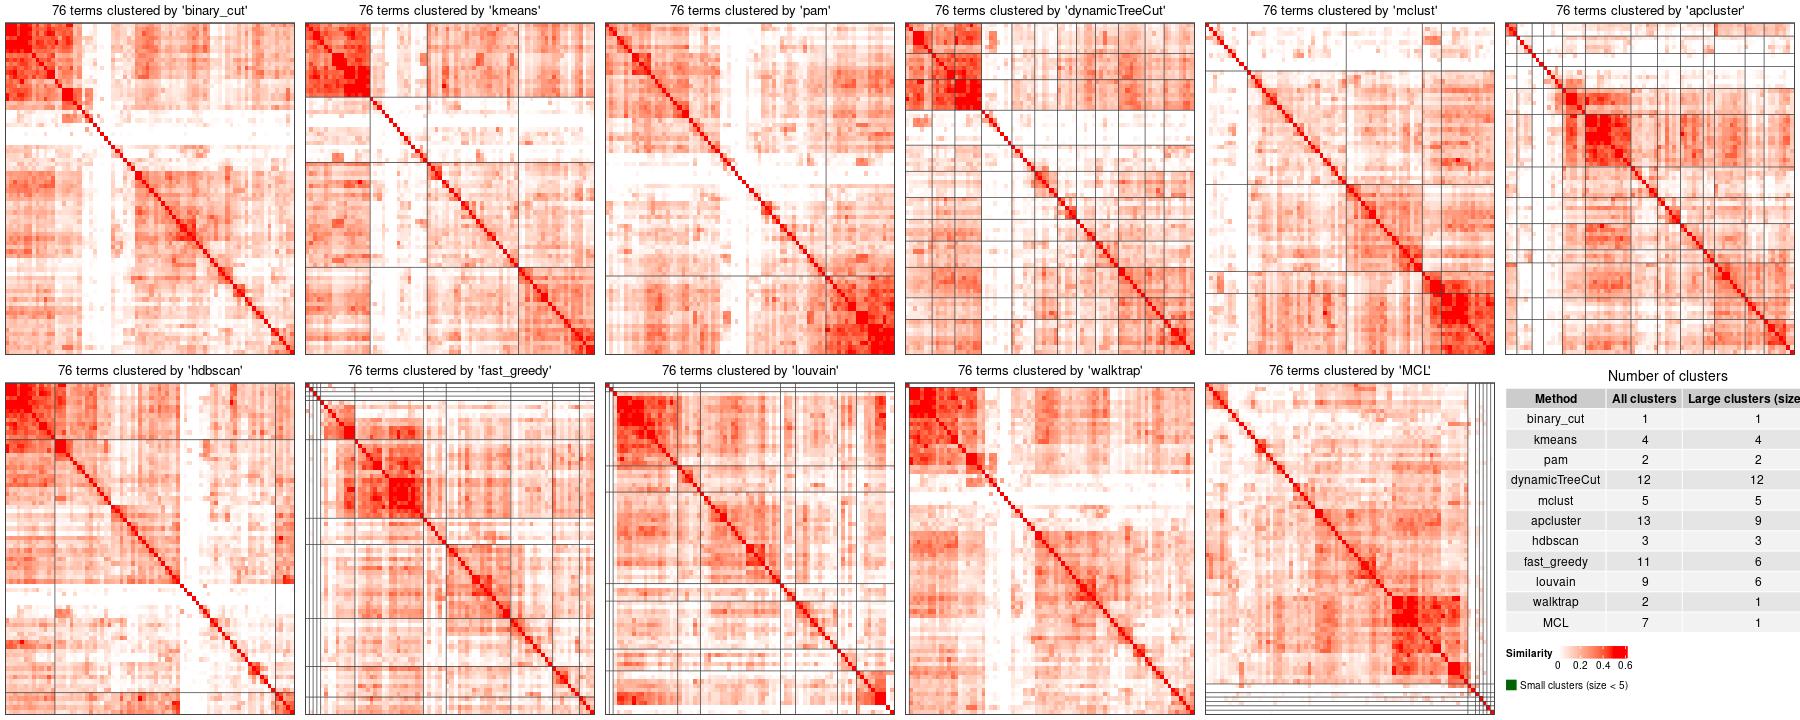 76 terms clustered by 'binary_cut'
76 terms clustered by 'kmeans'
76 terms clustered by 'pam'
76 terms clustered by 'dynamicTreeCut'
76 terms clustered by 'mclust'
76 terms clustered by 'apcluster'
76 terms clustered by 'hdbscan'
76 terms clustered by 'fast_greedy'
76 terms clustered by 'louvain'
76 terms clustered by 'walktrap'
76 terms clustered by 'MCL'
Number of clusters
Method All clusters Large clusters (size
binary_cut 1 1
kmeans 4 4
pam 2 2
dynamicTreeCut 12 12
mclust 5 5
apcluster 13 9
hdbscan 3 3
fast_greedy 11 6
louvain 9 6
walktrap 2 1
MCL 7 1
Similarity
0 0.2 0.4 0.6
Small clusters (size < 5)